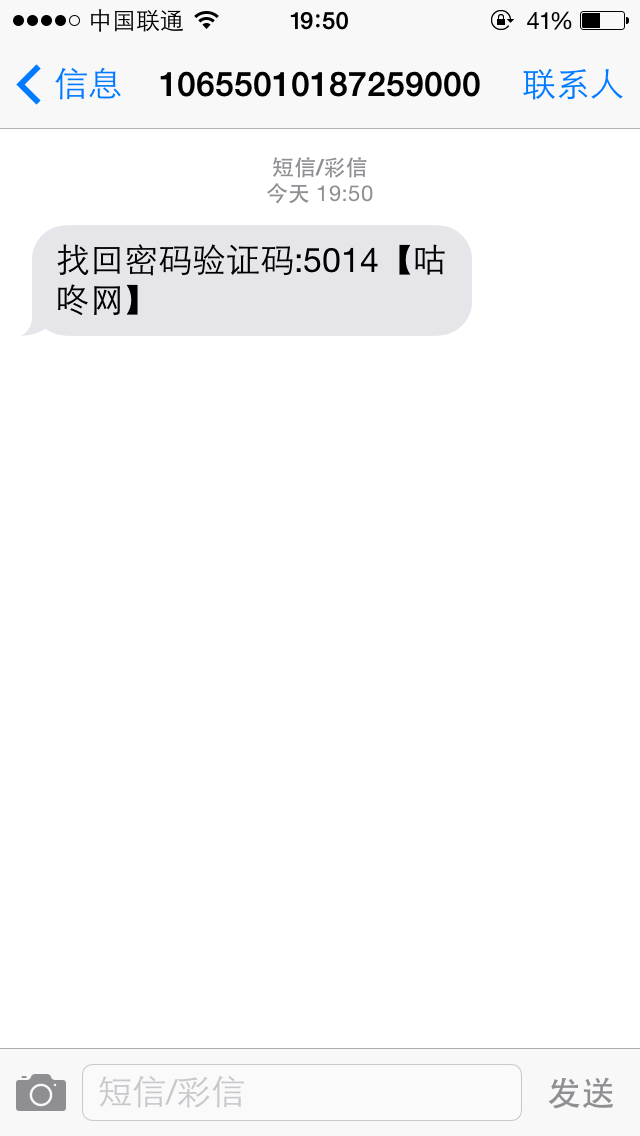 中国联通 19:50 41%
信息 10655010187259000 联系人
短信/彩信
今天 19:50
找回密码验证码:5014【咕
咚网】
短信/彩信 发送